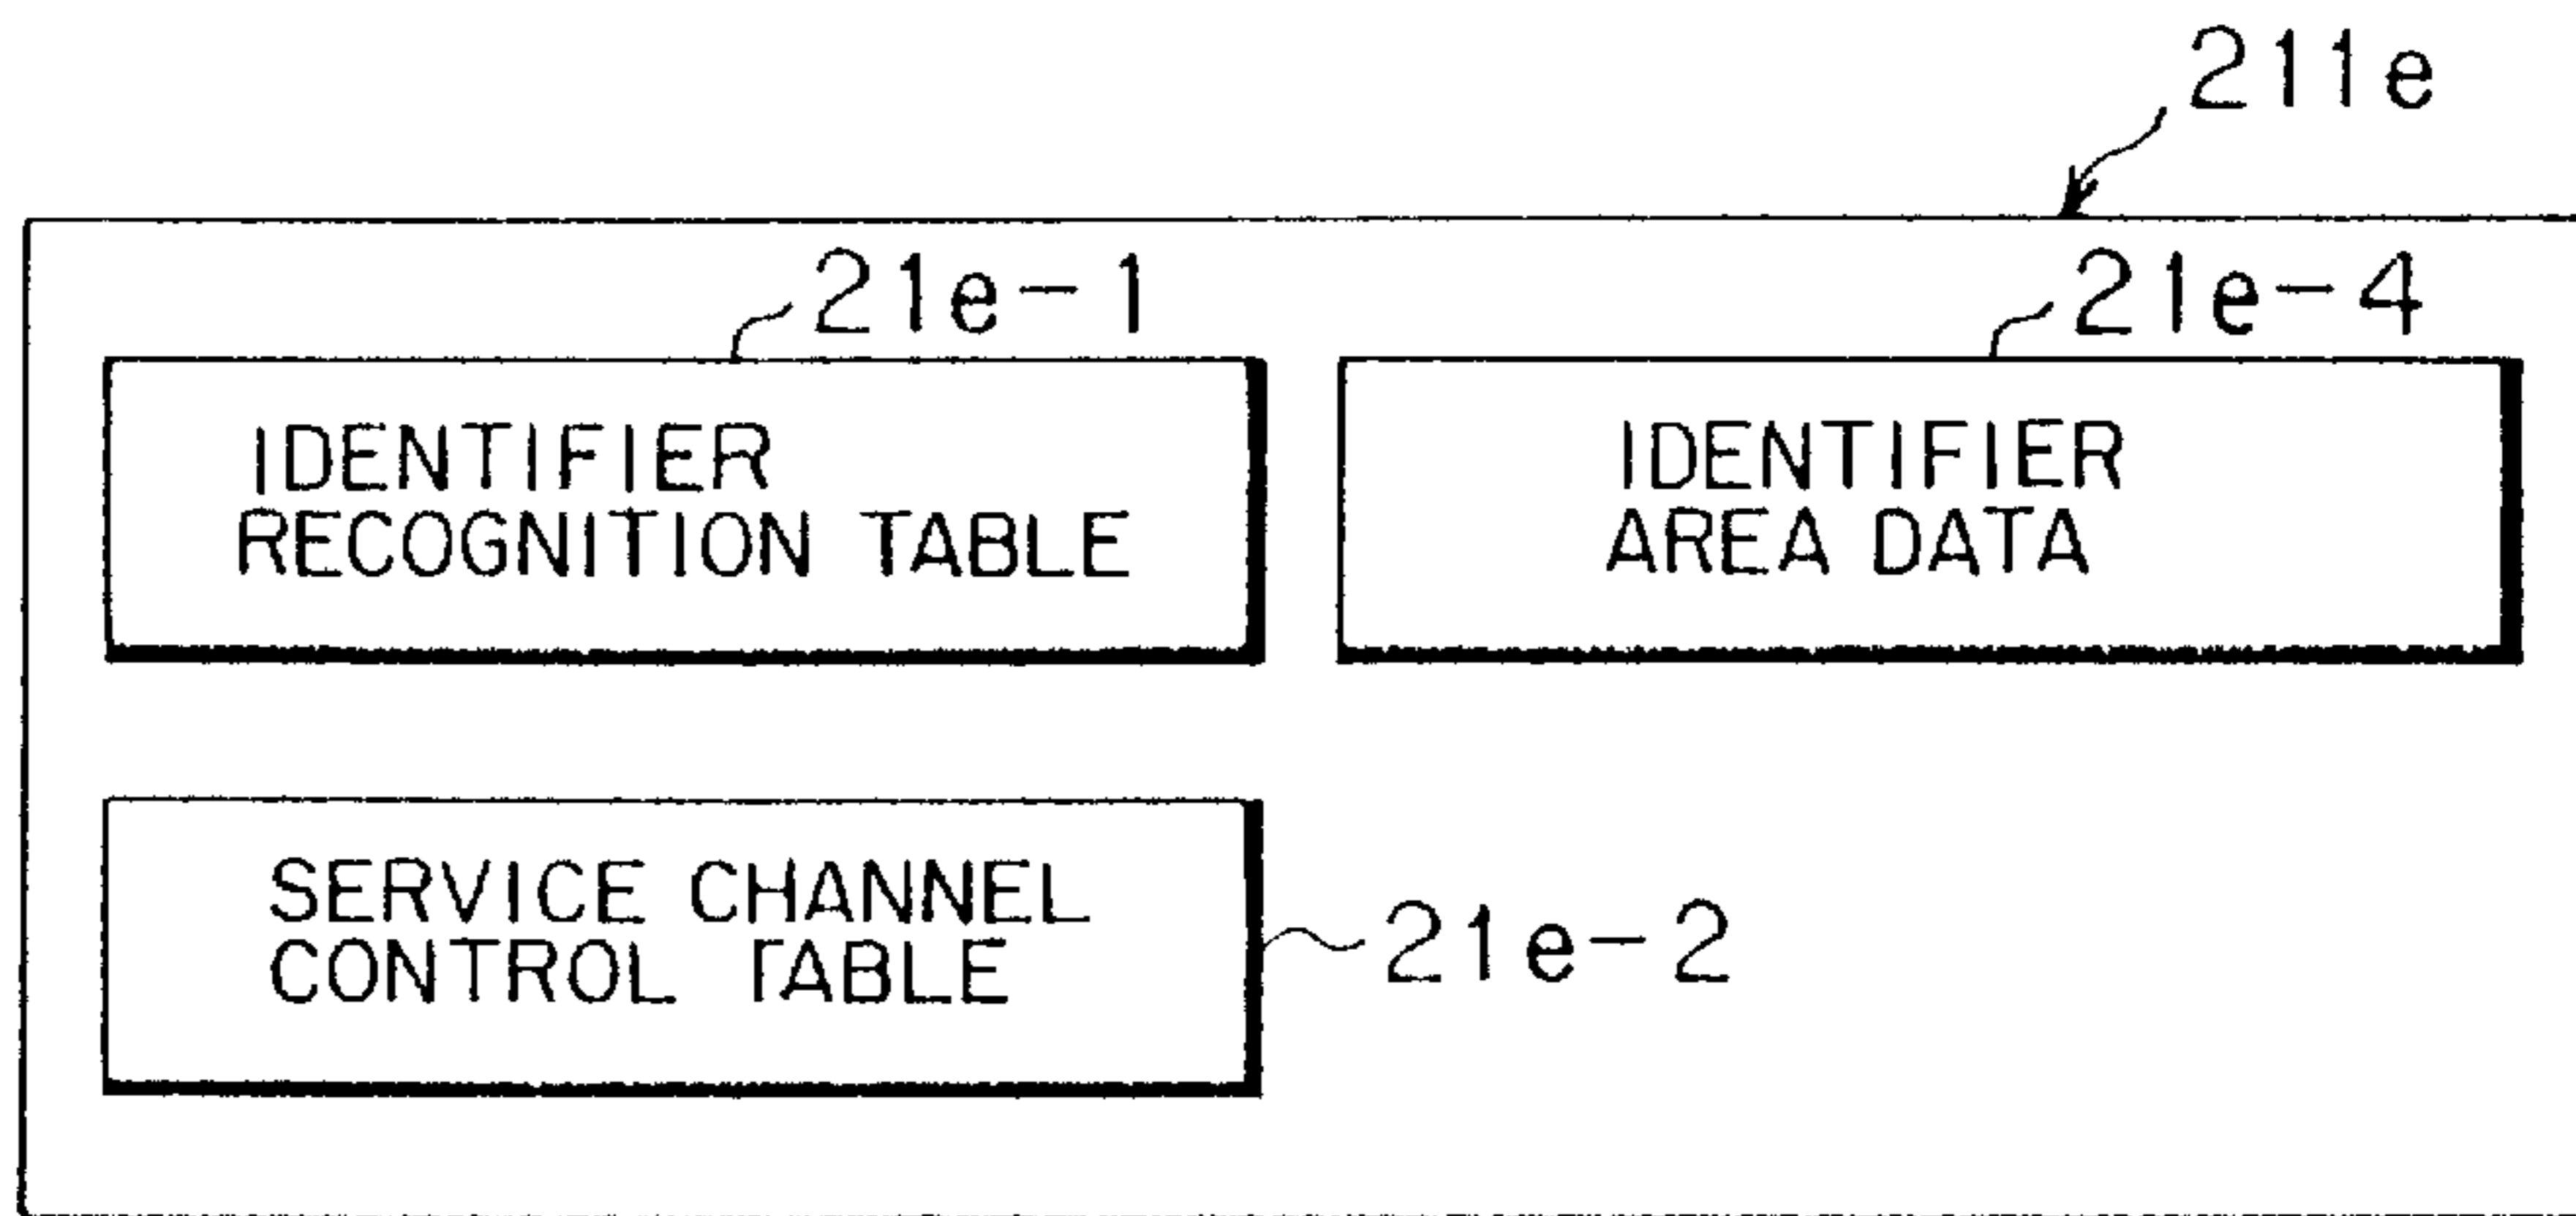 211e
21e-1
21e-4
IDENTIFIER
RECOGNITION TABLE
IDENTIFIER
AREA DATA
SERVICE CHANNEL
CONTROL TABLE
21e-2